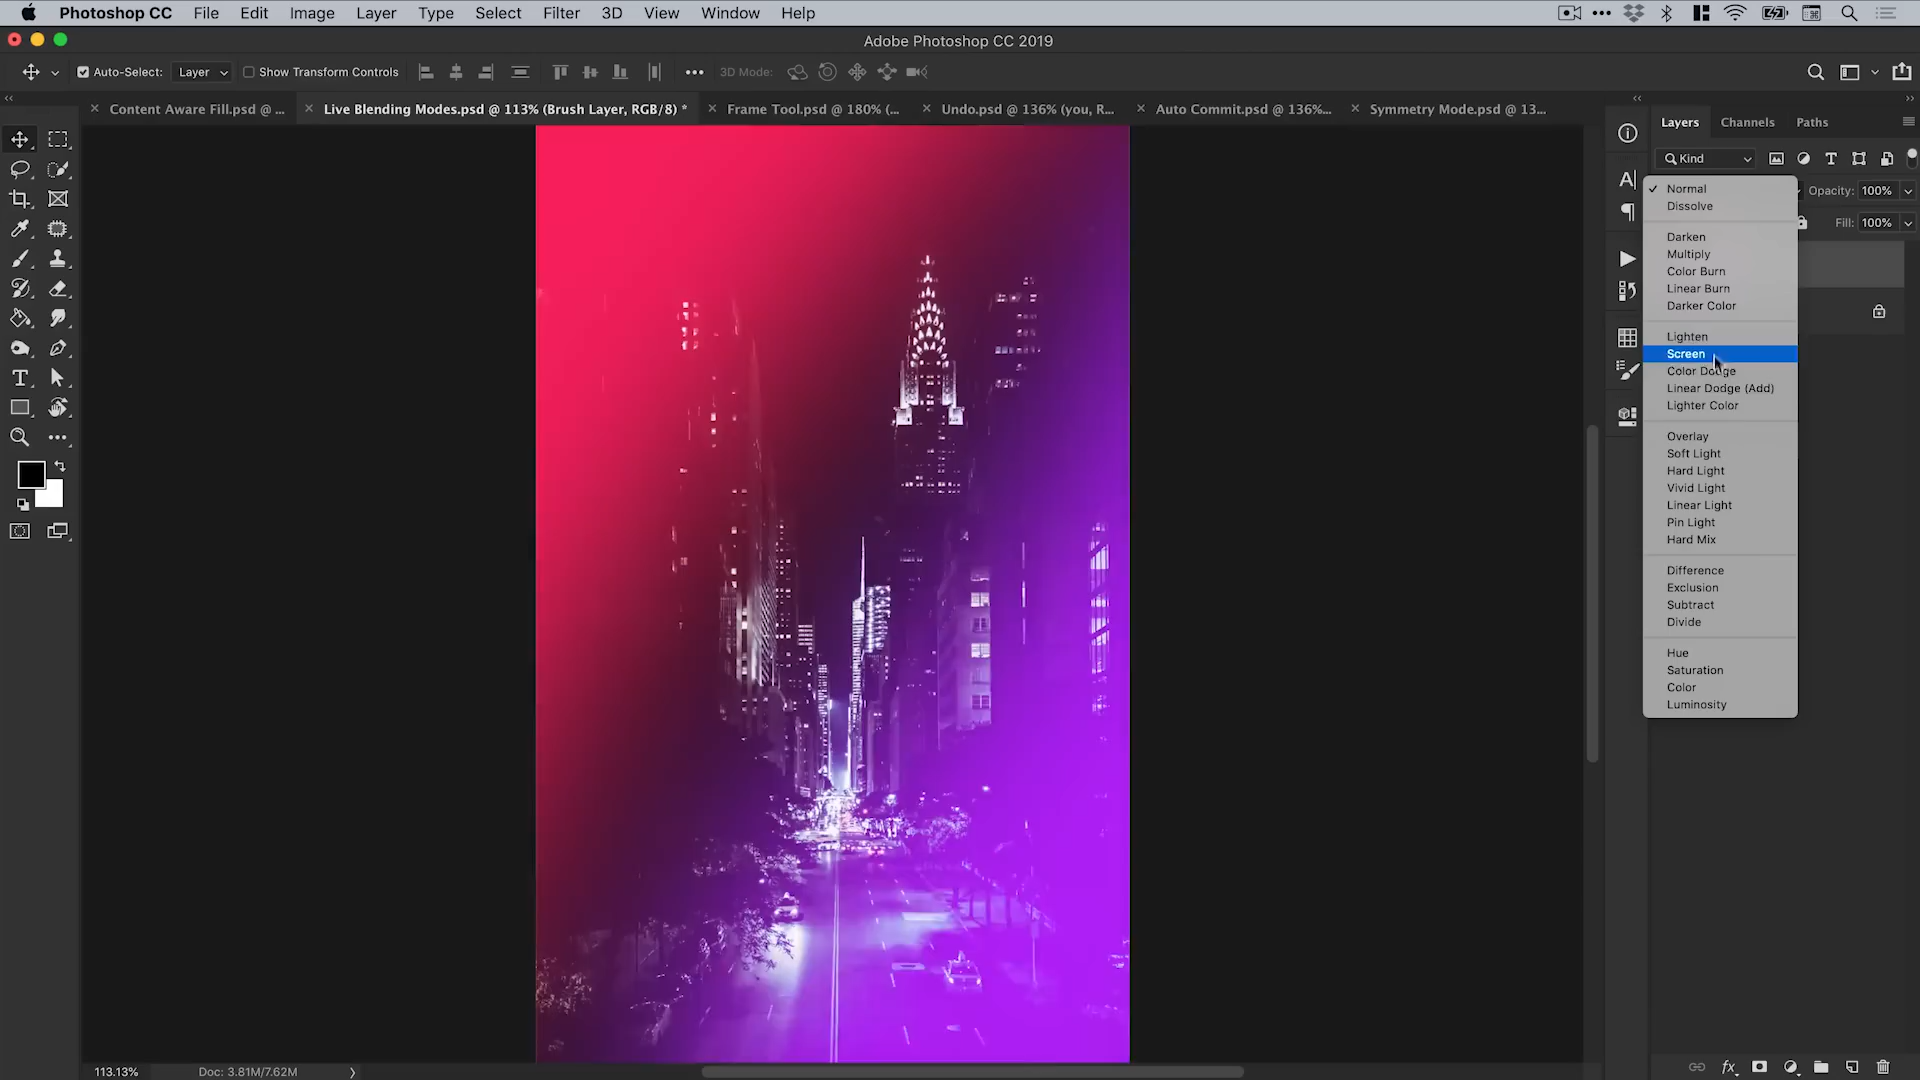 Photoshop CC File Edit Image Layer Type Select Filter 3D View Window Help
Adobe Photoshop CC 2019
Auto-Select: Layer Show Transform Controls 3D Mode:
Content Aware Fill.psd @ ... Live Blending Modes.psd @ 113% (Brush Layer, RGB/8) * Frame Tool.psd @ 180% (... Undo.psd @ 136% (you, R... Auto Commit.psd @ 136%... Symmetry Mode.psd @ 13...
Layers Channels Paths
Kind
Normal
Opacity: 100%
Dissolve
Fill: 100%
Darken
Multiply
Color Burn
Linear Burn
Darker Color
Lighten
Screen
Color Dodge
Linear Dodge (Add)
Lighter Color
Overlay
Soft Light
Hard Light
Vivid Light
Linear Light
Pin Light
Hard Mix
Difference
Exclusion
Subtract
Divide
Hue
Saturation
Color
Luminosity
113.13% Doc: 3.81M/7.62M